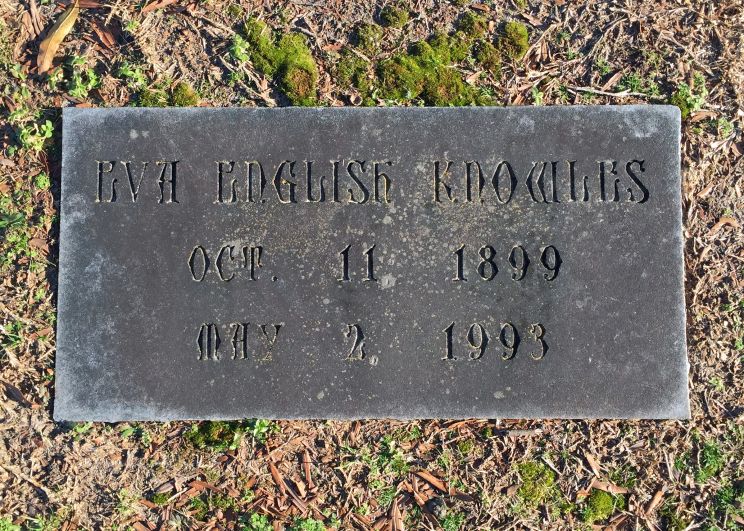 EVA ENGLISH KNOWLES
OCT. 11 1899
MAY 2 1993